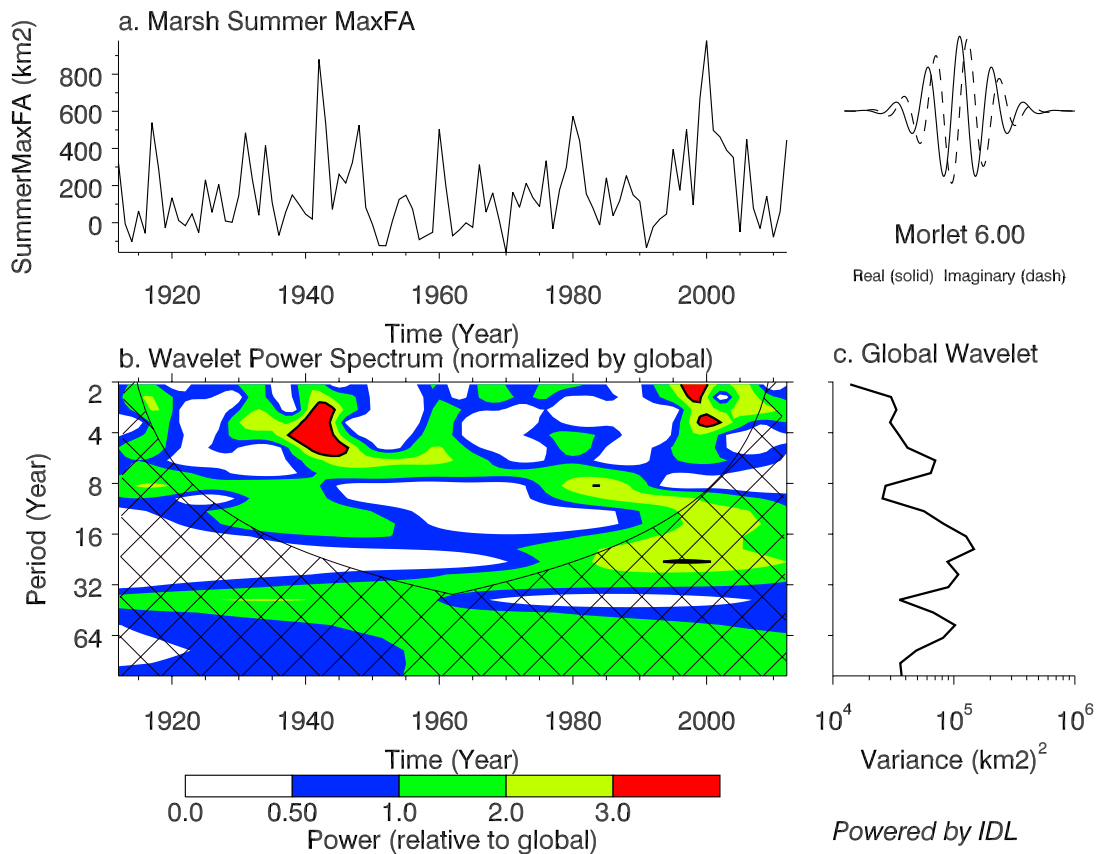 a. Marsh Summer MaxFA
SummerMaxFA (km2)
800
600
400
200
0
1920 1940 1960 1980 2000
Time (Year)
Morlet 6.00
Real (solid) Imaginary (dash)
b. Wavelet Power Spectrum (normalized by global)
Period (Year)
2
4
8
16
32
64
1920 1940 1960 1980 2000
Time (Year)
0.0 0.50 1.0 2.0 3.0
Power (relative to global)
c. Global Wavelet
10^4 10^5 10^6
Variance (km2)^2
Powered by IDL